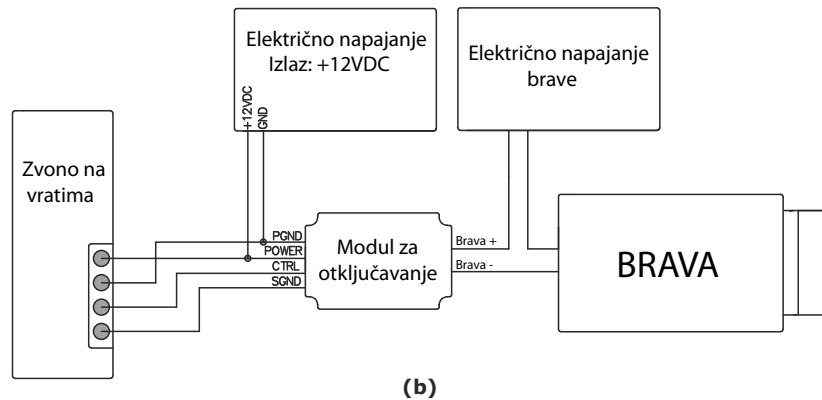 Električno napajanje
Izlaz: +12VDC
+12VDC
GND
Električno napajanje
brave
Zvono na
vratima
PGND
POWER
CTRL
SGND
Modul za
otključavanje
Brava +
Brava -
BRAVA
(b)